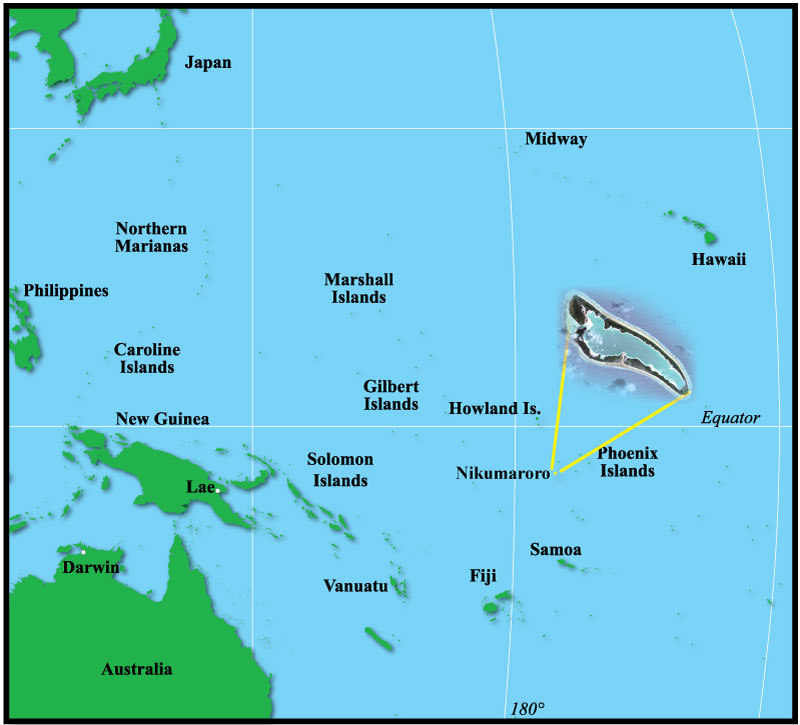 Japan
Midway
Northern
Marianas
Hawaii
Philippines
Marshall
Islands
Caroline
Islands
Gilbert
Islands
Howland Is.
New Guinea
Equator
Solomon
Islands
Phoenix
Islands
Nikumaroro
Lae
Samoa
Darwin
Fiji
Vanuatu
Australia
180°